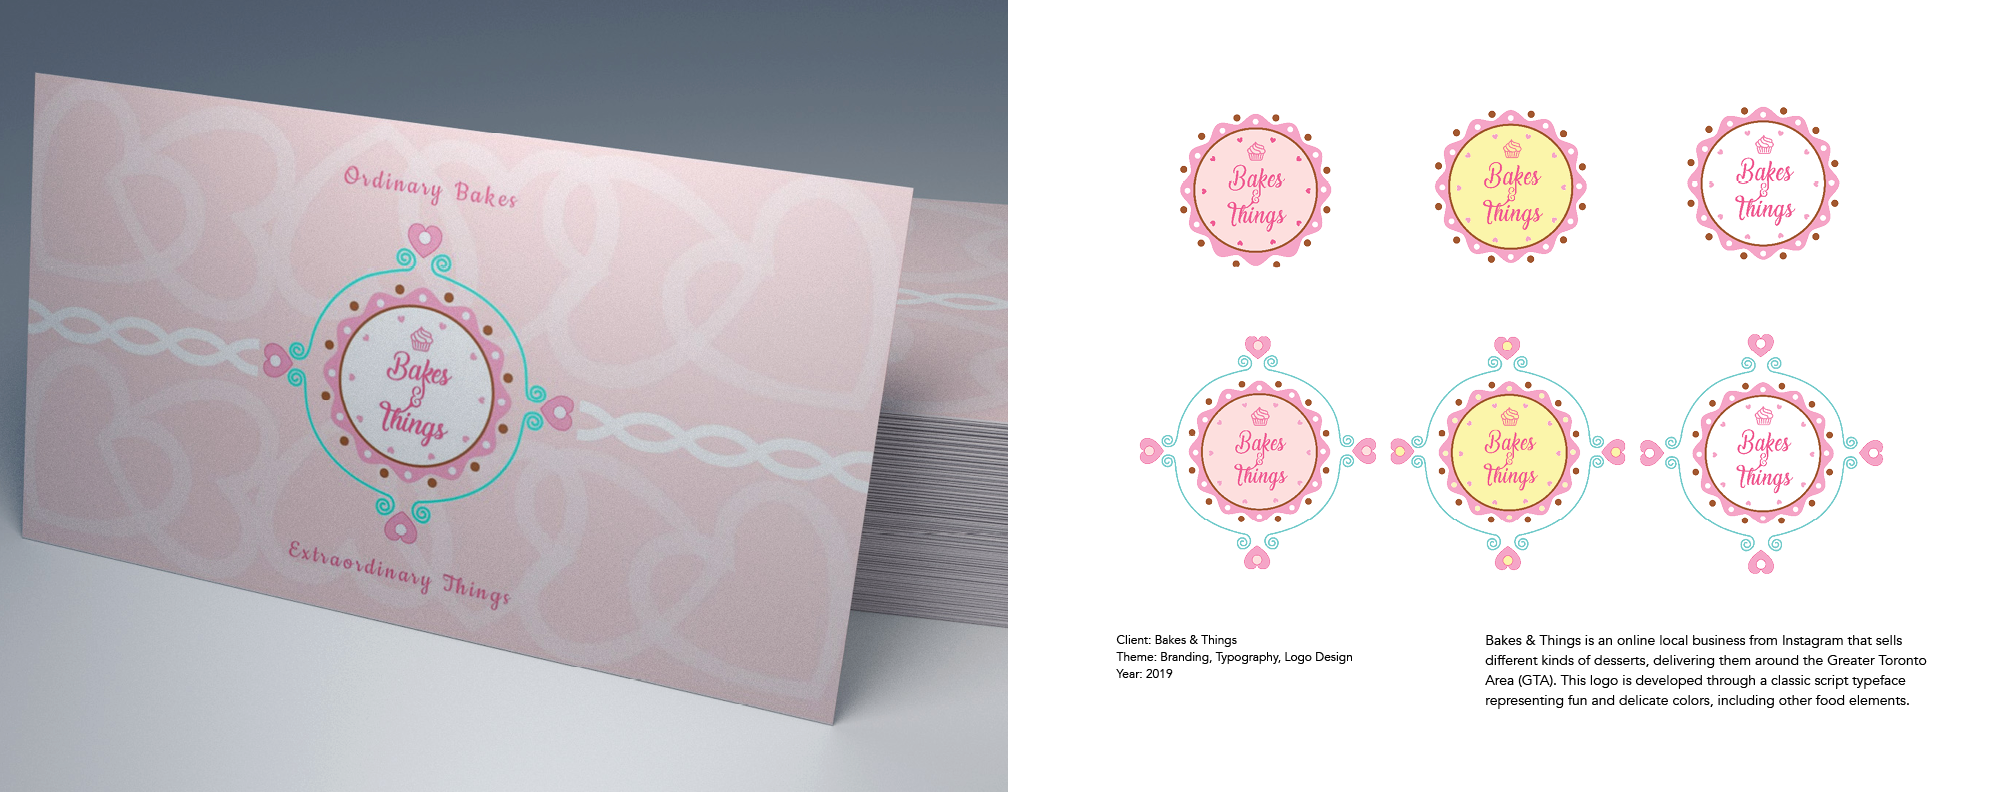 Ordinary Bakes
Bakes
&
Things
Extraordinary Things
Bakes
&
Things
Bakes
&
Things
Bakes
&
Things
Bakes
&
Things
Bakes
&
Things
Bakes
&
Things
Client: Bakes & Things
Theme: Branding, Typography, Logo Design
Year: 2019
Bakes & Things is an online local business from Instagram that sells
different kinds of desserts, delivering them around the Greater Toronto
Area (GTA). This logo is developed through a classic script typeface
representing fun and delicate colors, including other food elements.